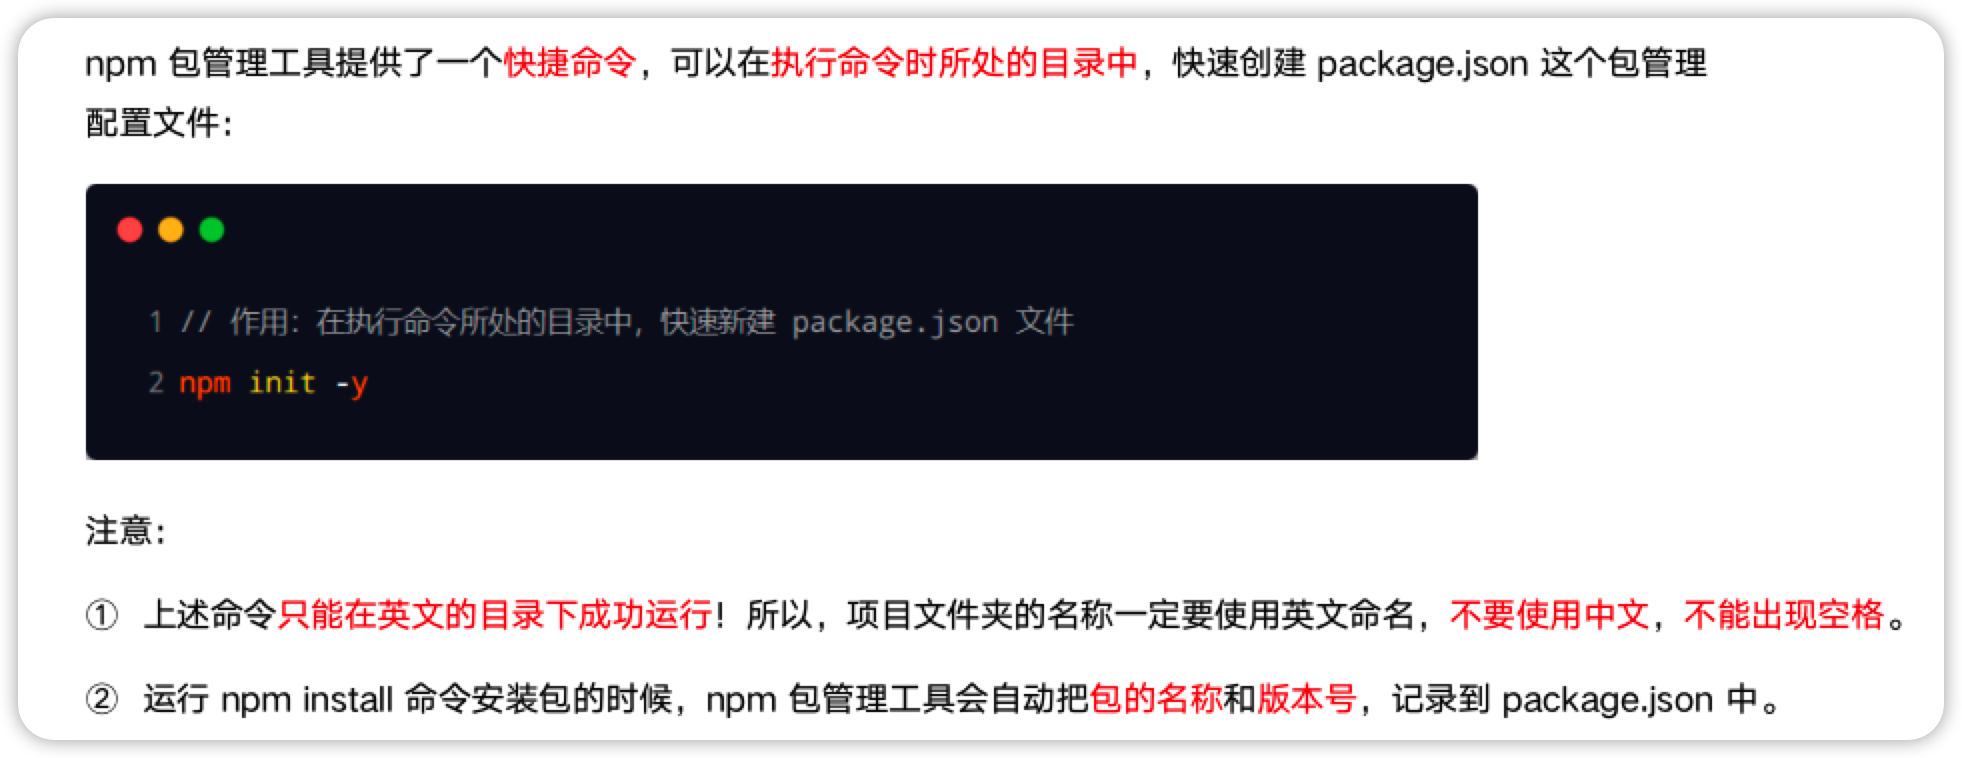 npm 包管理工具提供了一个快捷命令，可以在执行命令时所处的目录中，快速创建 package.json 这个包管理
配置文件：
1 // 作用：在执行命令所处的目录中，快速新建 package.json 文件
2 npm init -y
注意：
① 上述命令只能在英文的目录下成功运行！所以，项目文件夹的名称一定要使用英文命名，不要使用中文，不能出现空格。
② 运行 npm install 命令安装包的时候，npm 包管理工具会自动把包的名称和版本号，记录到 package.json 中。